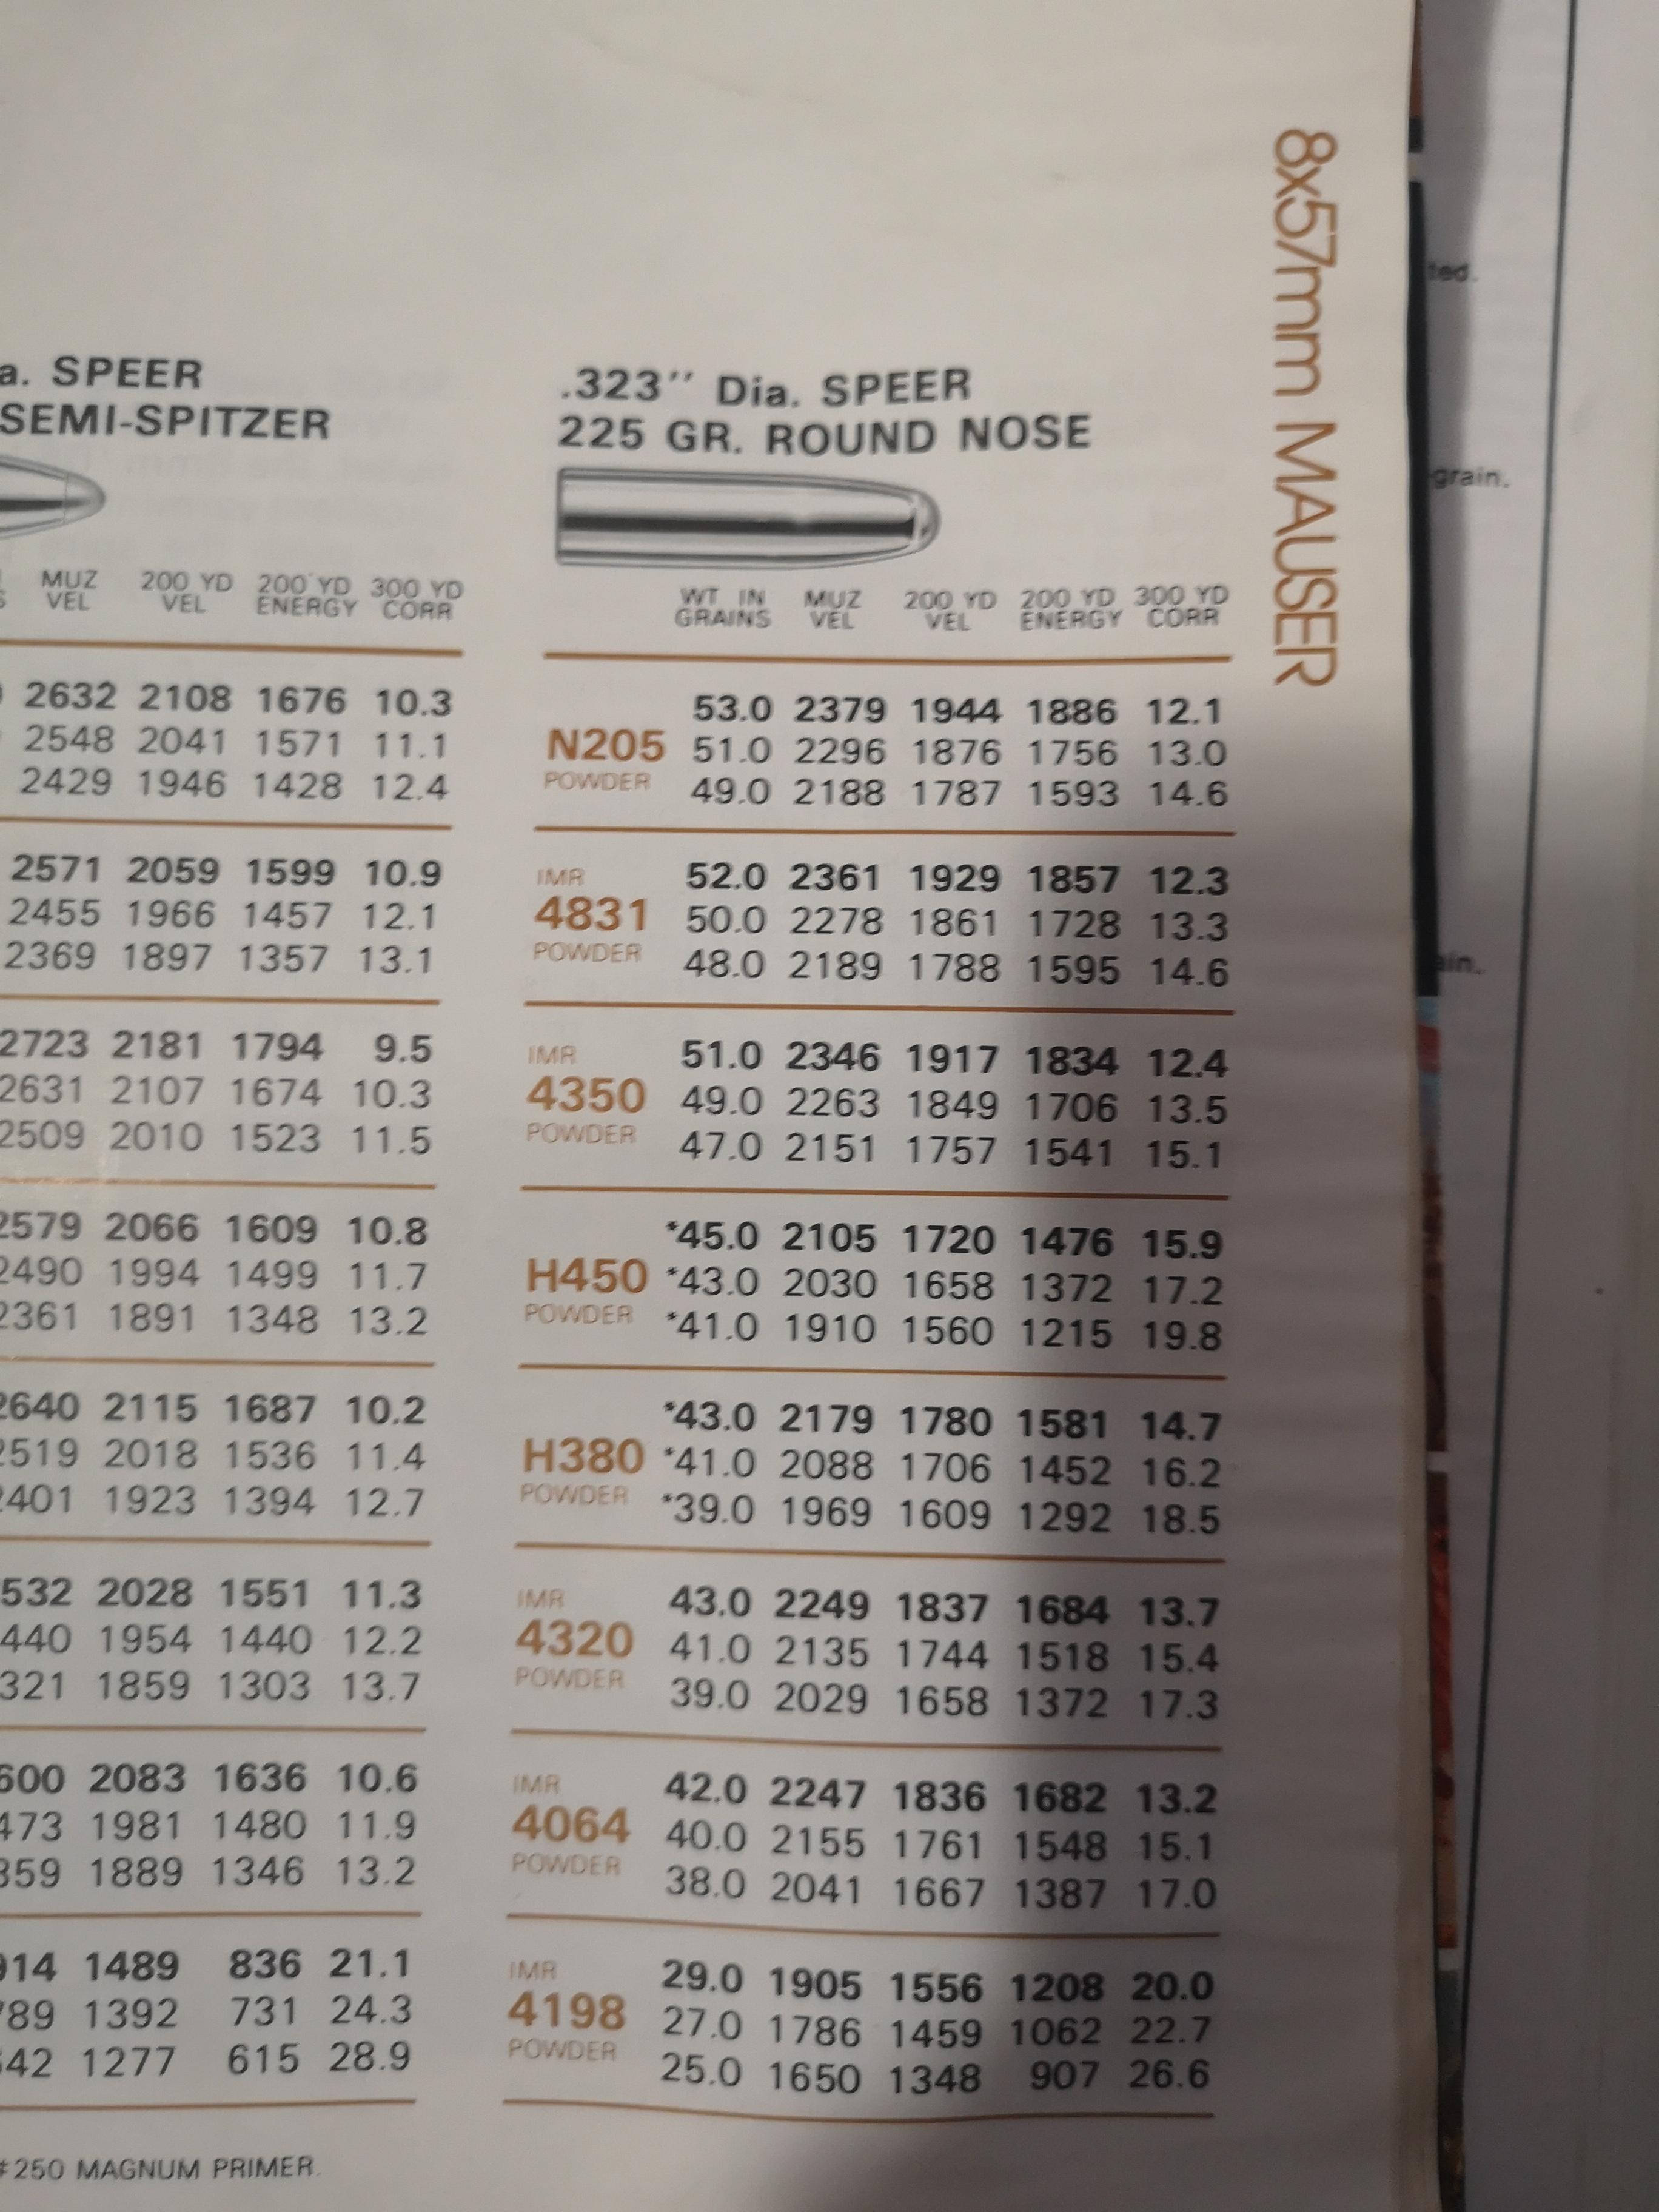 8x57mm MAUSER
a. SPEER
SEMI-SPITZER
MUZ VEL 200 YD VEL 200 YD ENERGY 300 YD CORR
2632 2108 1676 10.3
2548 2041 1571 11.1
2429 1946 1428 12.4
2571 2059 1599 10.9
2455 1966 1457 12.1
2369 1897 1357 13.1
2723 2181 1794 9.5
2631 2107 1674 10.3
2509 2010 1523 11.5
2579 2066 1609 10.8
2490 1994 1499 11.7
2361 1891 1348 13.2
2640 2115 1687 10.2
2519 2018 1536 11.4
2401 1923 1394 12.7
532 2028 1551 11.3
440 1954 1440 12.2
321 1859 1303 13.7
600 2083 1636 10.6
473 1981 1480 11.9
359 1889 1346 13.2
914 1489 836 21.1
789 1392 731 24.3
42 1277 615 28.9
#250 MAGNUM PRIMER.
.323" Dia. SPEER
225 GR. ROUND NOSE
WT IN GRAINS MUZ VEL 200 YD VEL 200 YD ENERGY 300 YD CORR
N205 POWDER
53.0 2379 1944 1886 12.1
51.0 2296 1876 1756 13.0
49.0 2188 1787 1593 14.6
IMR 4831 POWDER
52.0 2361 1929 1857 12.3
50.0 2278 1861 1728 13.3
48.0 2189 1788 1595 14.6
IMR 4350 POWDER
51.0 2346 1917 1834 12.4
49.0 2263 1849 1706 13.5
47.0 2151 1757 1541 15.1
H450 POWDER
*45.0 2105 1720 1476 15.9
*43.0 2030 1658 1372 17.2
*41.0 1910 1560 1215 19.8
H380 POWDER
*43.0 2179 1780 1581 14.7
*41.0 2088 1706 1452 16.2
*39.0 1969 1609 1292 18.5
IMR 4320 POWDER
43.0 2249 1837 1684 13.7
41.0 2135 1744 1518 15.4
39.0 2029 1658 1372 17.3
IMR 4064 POWDER
42.0 2247 1836 1682 13.2
40.0 2155 1761 1548 15.1
38.0 2041 1667 1387 17.0
IMR 4198 POWDER
29.0 1905 1556 1208 20.0
27.0 1786 1459 1062 22.7
25.0 1650 1348 907 26.6
ted.
grain.
ain.